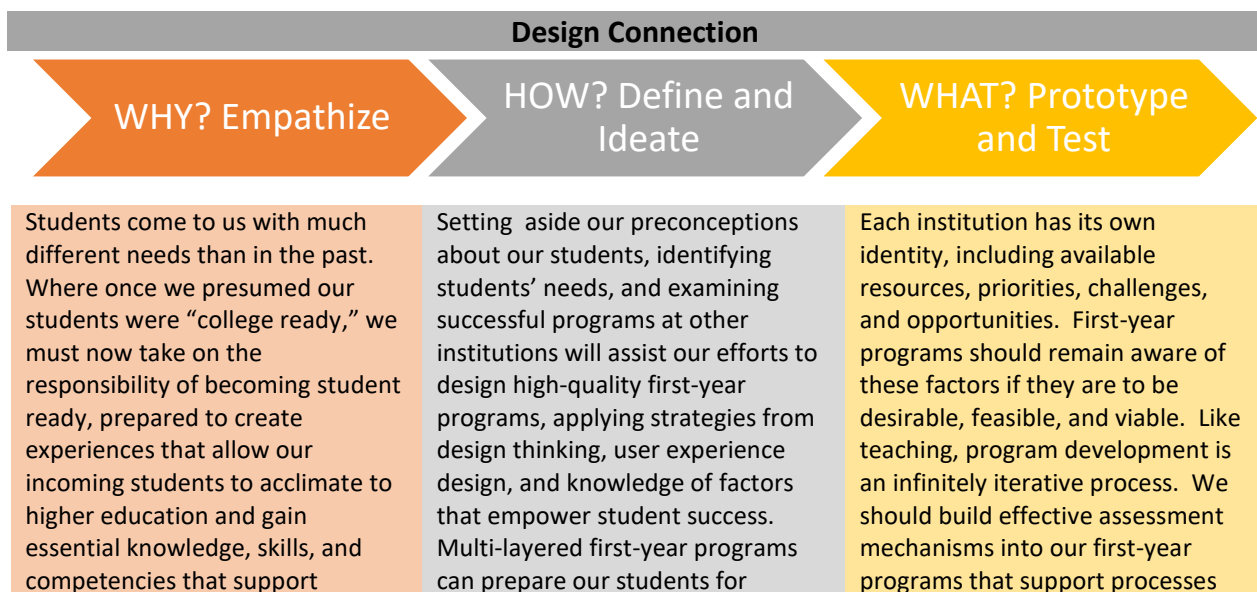 Design Connection
WHY? Empathize
HOW? Define and
Ideate
WHAT? Prototype
and Test
Students come to us with much
different needs than in the past.
Where once we presumed our
students were “college ready,” we
must now take on the
responsibility of becoming student
ready, prepared to create
experiences that allow our
incoming students to acclimate to
higher education and gain
essential knowledge, skills, and
competencies that support
Setting  aside our preconceptions
about our students, identifying
students’ needs, and examining
successful programs at other
institutions will assist our efforts to
design high-quality first-year
programs, applying strategies from
design thinking, user experience
design, and knowledge of factors
that empower student success.
Multi-layered first-year programs
can prepare our students for
Each institution has its own
identity, including available
resources, priorities, challenges,
and opportunities.  First-year
programs should remain aware of
these factors if they are to be
desirable, feasible, and viable.  Like
teaching, program development is
an infinitely iterative process.  We
should build effective assessment
mechanisms into our first-year
programs that support processes